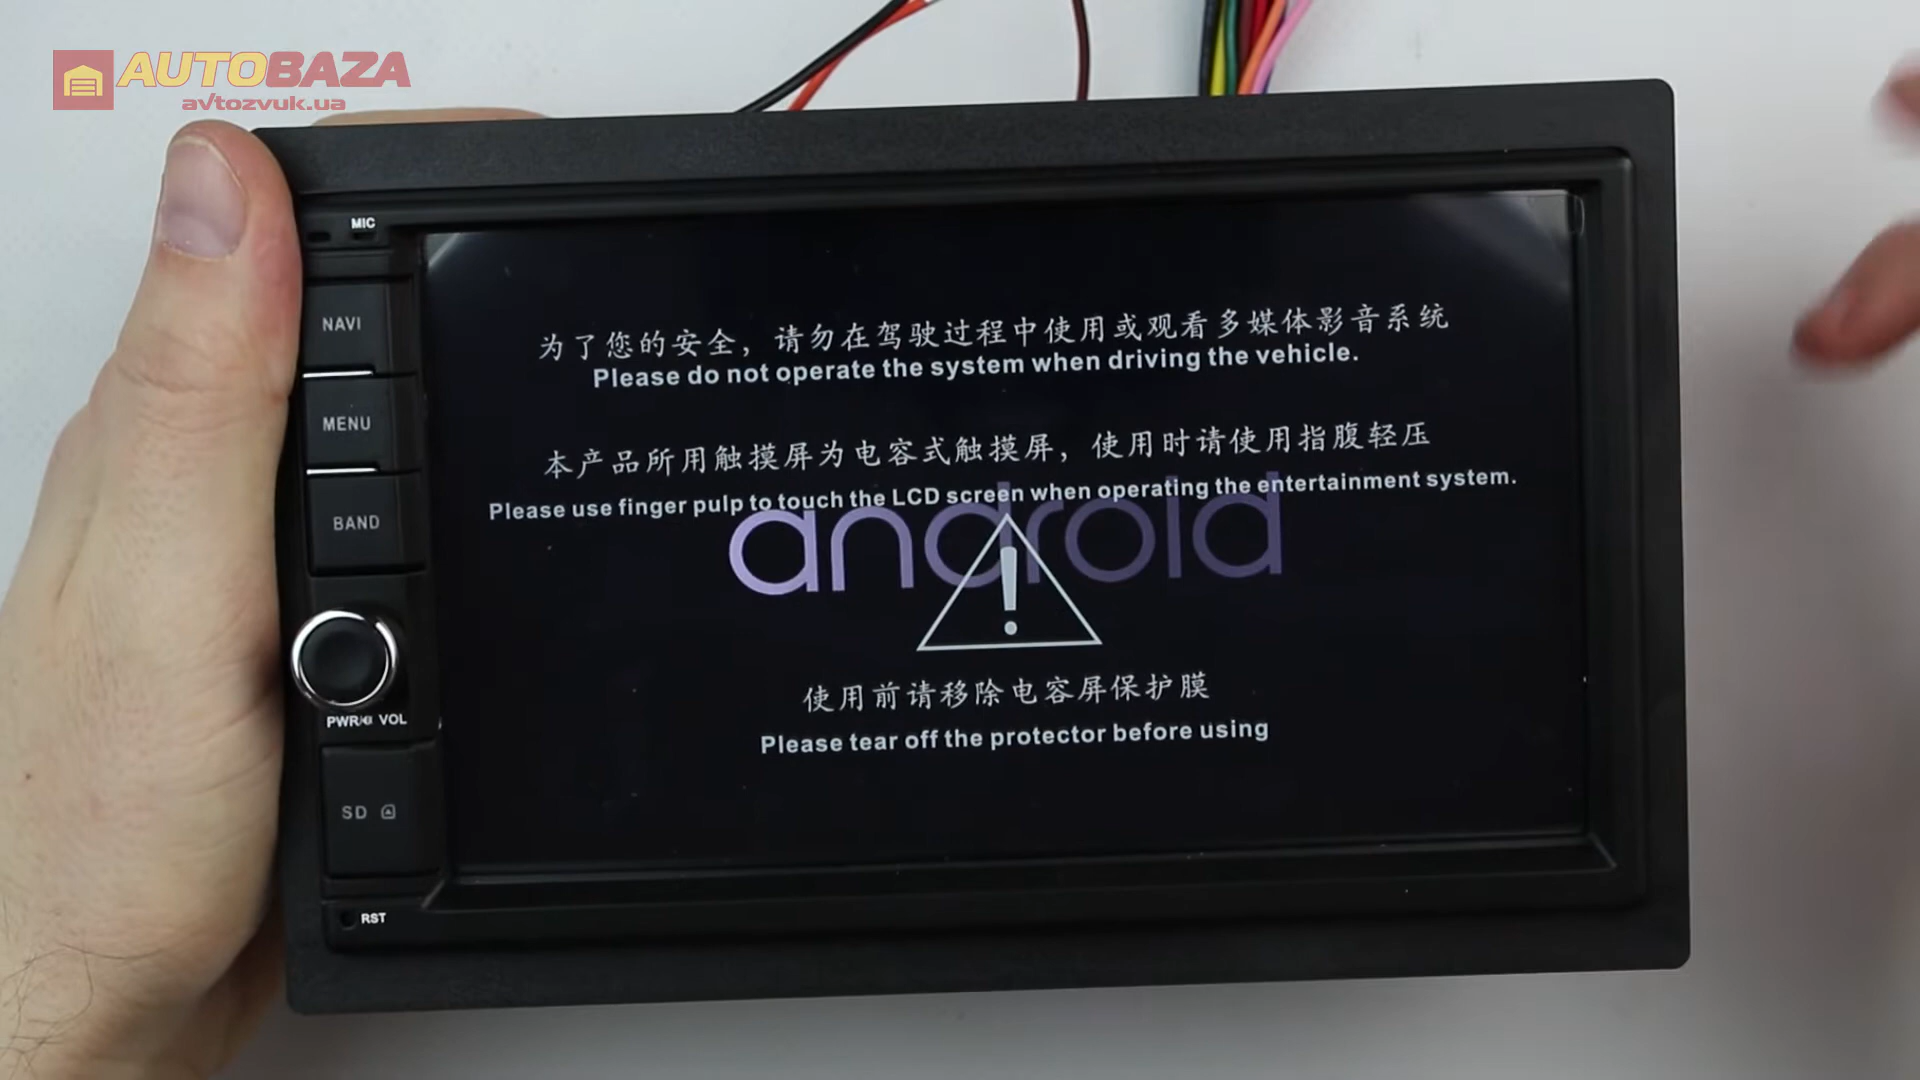 AUTOBAZA
avtozvuk.ua
MIC
NAVI
MENU
BAND
PWR VOL
SD
RST
为了您的安全，请勿在驾驶过程中使用或观看多媒体影音系统
Please do not operate the system when driving the vehicle.
本产品所用触摸屏为电容式触摸屏，使用时请使用指腹轻压
Please use finger pulp to touch the LCD screen when operating the entertainment system.
android
!
使用前请移除电容屏保护膜
Please tear off the protector before using